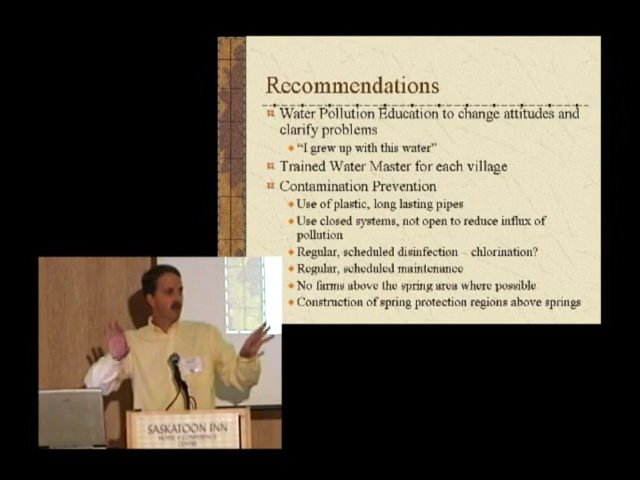 Recommendations
Water Pollution Education to change attitudes and
clarify problems
"I grew up with this water"
Trained Water Master for each village
Contamination Prevention
Use of plastic, long lasting pipes
Use closed systems, not open to reduce influx of
pollution
Regular, scheduled disinfection – chlorination?
Regular, scheduled maintenance
No farms above the spring area where possible
Construction of spring protection regions above springs
SASKATOON INN
HOTEL & CONFERENCE
CENTRE